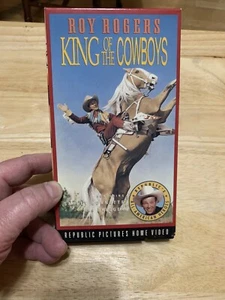 ROY ROGERS
KING OF THE COWBOYS
REPUBLIC PICTURES HOME VIDEO